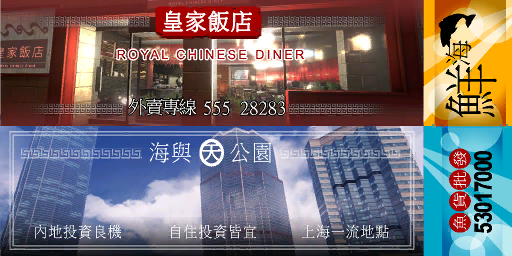 皇家飯店
皇家飯店
ROYAL CHINESE DINER
外賣專線 555 28283
海與天公園
內地投資良機
自住投資皆宜
上海一流地點
海鮮
魚貨批發
53017000